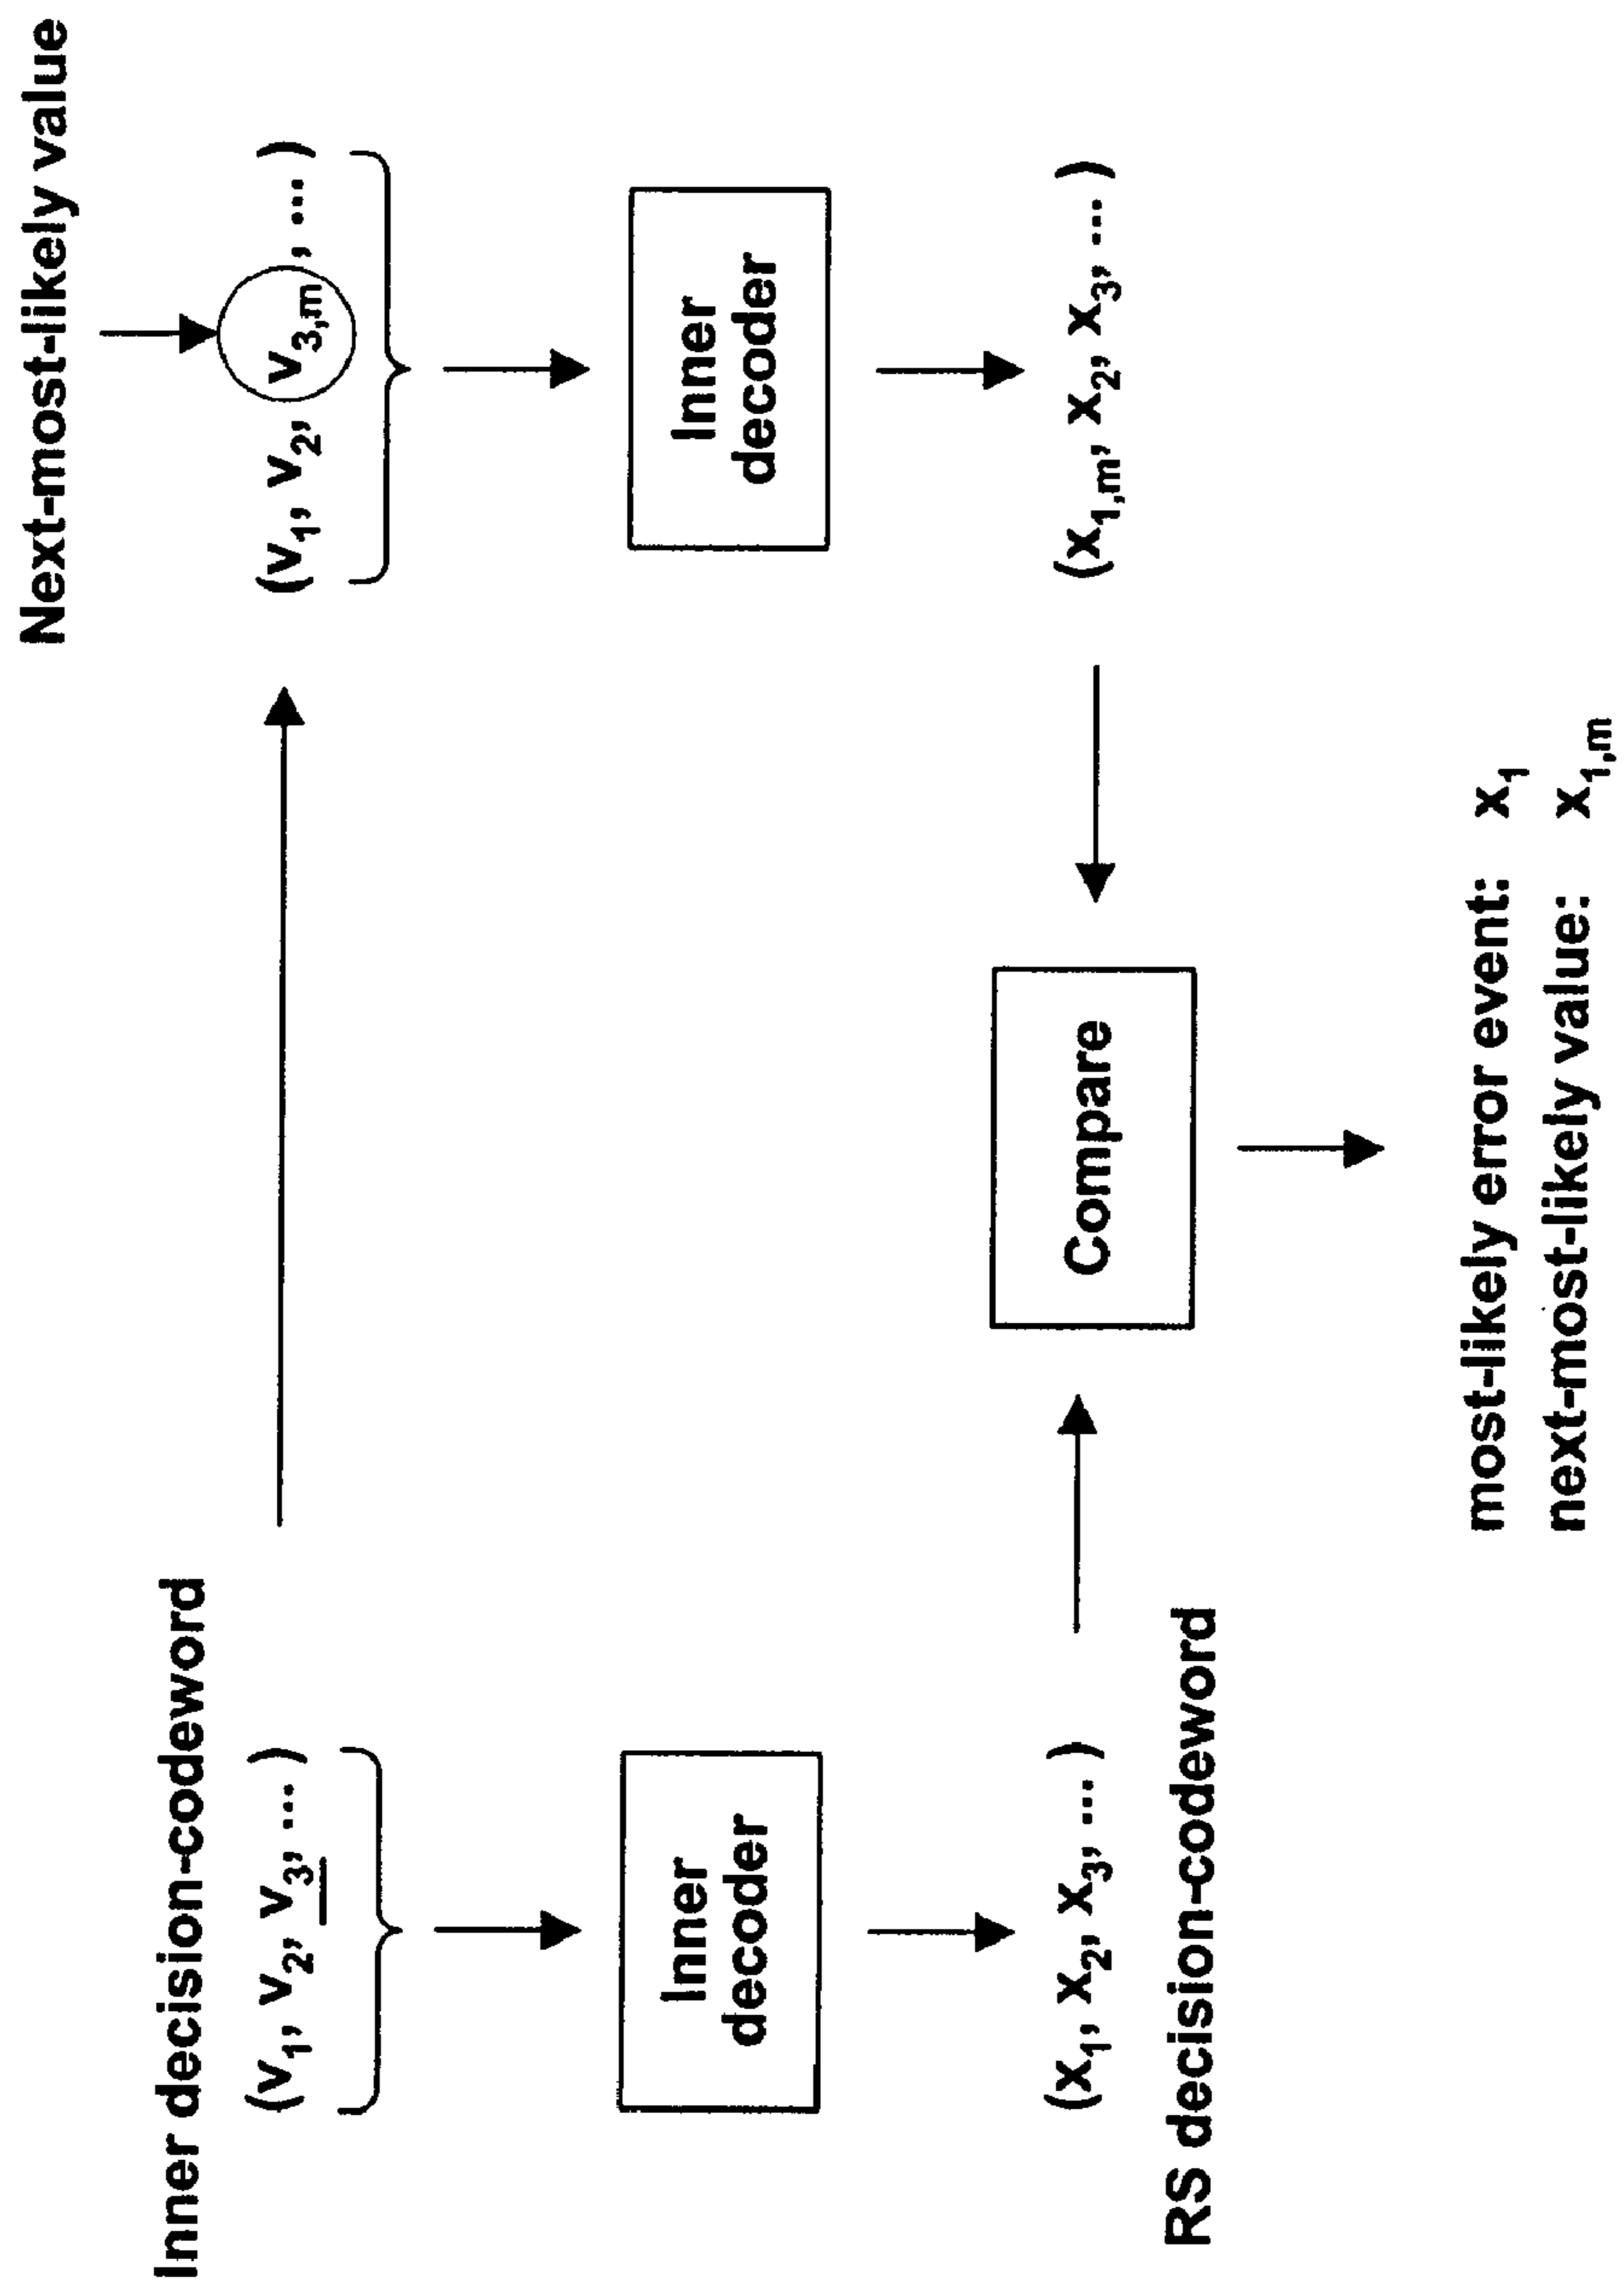 Next-most-likely value
Inner decision-codeword
(v₁, v₂, v₃, ...)
(v₁, v₂, v₃,ₘ, ...)
Inner
decoder
Inner
decoder
(x₁, x₂, x₃, ...)
(x₁,ₘ, x₂, x₃, ...)
Compare
RS decision-codeword
most-likely error event: x₁
next-most-likely value: x₁,ₘ